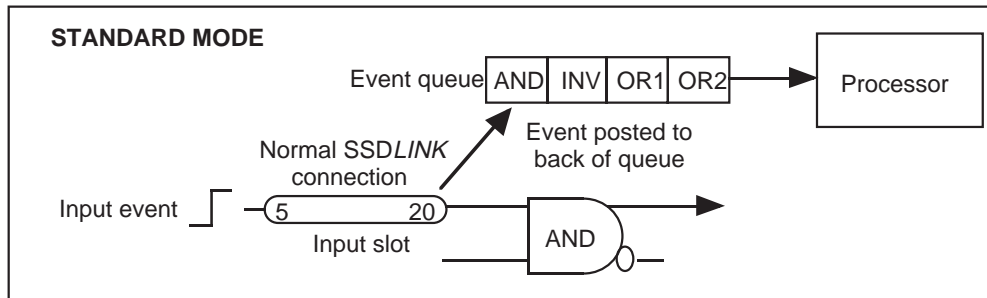 STANDARD MODE
Event queue AND INV OR1 OR2
Processor
Event posted to
back of queue
Normal SSDLINK
connection
Input event
5 20
Input slot
AND